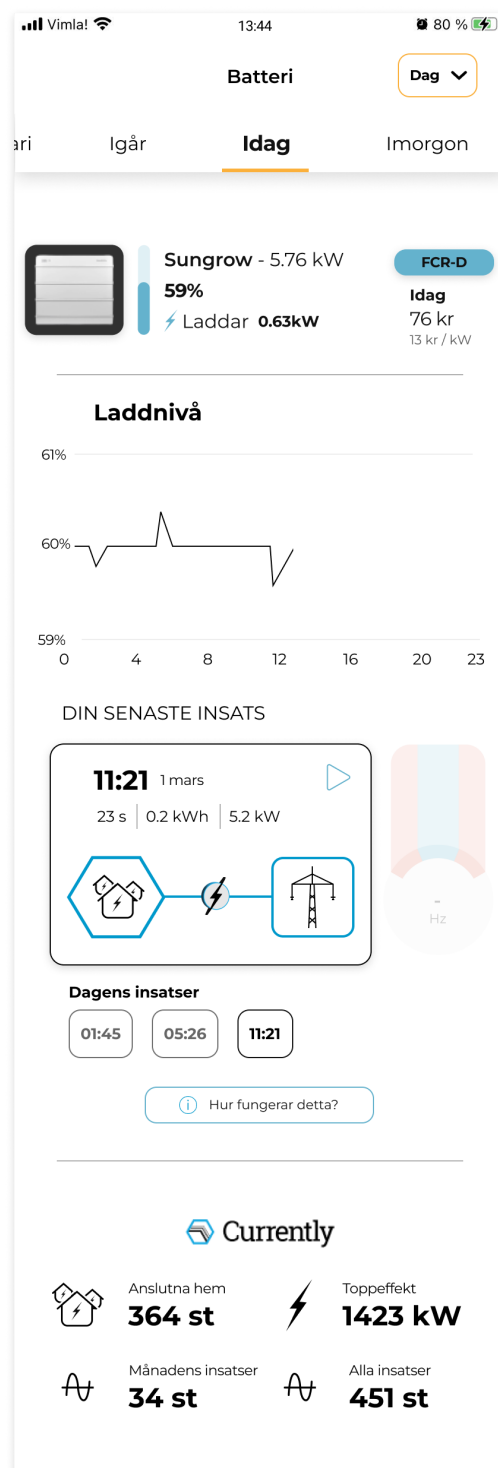 Vimla!
13:44
80 %
Batteri
Dag
Igår
Idag
Imorgon
Sungrow - 5.76 kW
59%
Laddar 0.63kW
FCR-D
Idag
76 kr
13 kr / kW
Laddnivå
61%
60%
59%
0 4 8 12 16 20 23
DIN SENASTE INSATS
11:21 1 mars
23 s 0.2 kWh 5.2 kW
-
Hz
Dagens insatser
01:45 05:26 11:21
Hur fungerar detta?
Currently
Anslutna hem
364 st
Toppeffekt
1423 kW
Månadens insatser
34 st
Alla insatser
451 st